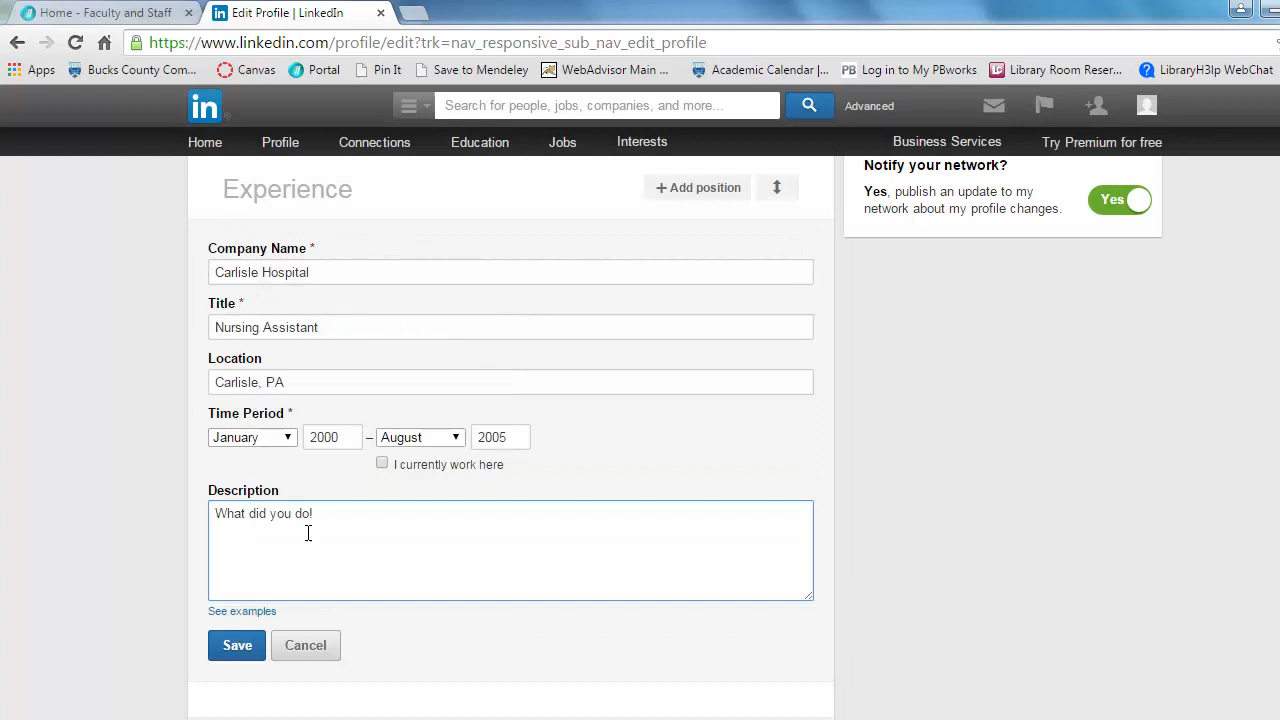 Home - Faculty and Staff
Edit Profile | LinkedIn
https://www.linkedin.com/profile/edit?trk=nav_responsive_sub_nav_edit_profile
Apps Bucks County Com... Canvas Portal Pin It Save to Mendeley WebAdvisor Main ... Academic Calendar |... PB Log in to My PBworks Library Room Reser... LibraryH3lp WebChat
in Search for people, jobs, companies, and more... Advanced
Home Profile Connections Education Jobs Interests Business Services Try Premium for free
Experience
+ Add position
Notify your network?
Yes, publish an update to my
network about my profile changes.
Yes
Company Name *
Carlisle Hospital
Title *
Nursing Assistant
Location
Carlisle, PA
Time Period *
January 2000 – August 2005
I currently work here
Description
What did you do!
See examples
Save Cancel